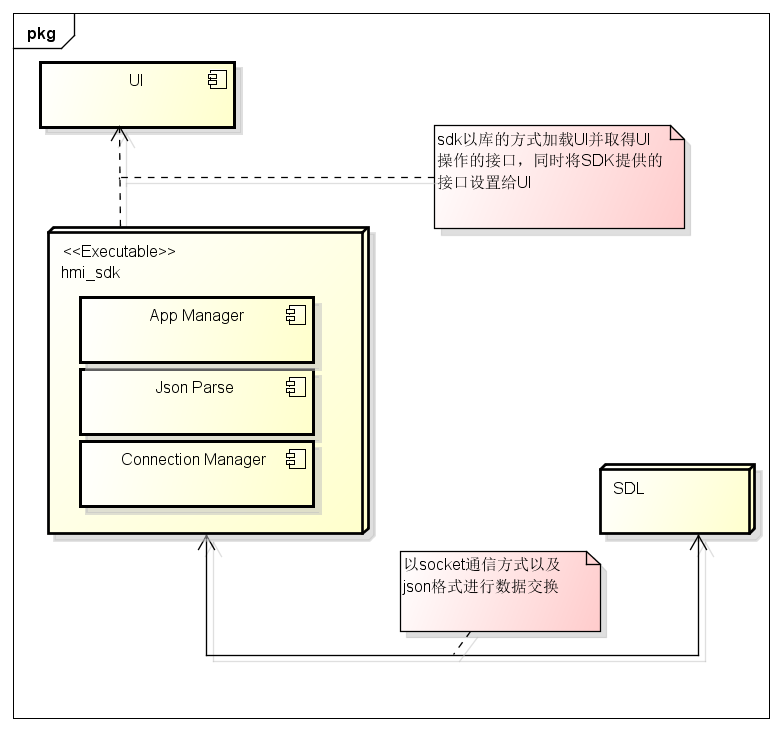 pkg
UI
sdk以库的方式加载UI并取得UI
操作的接口，同时将SDK提供的
接口设置给UI
<<Executable>>
hmi_sdk
App Manager
Json Parse
Connection Manager
SDL
以socket通信方式以及
json格式进行数据交换